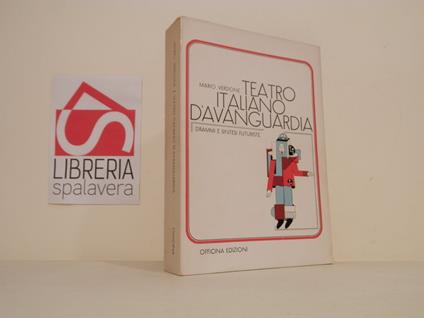 MARIO VERDONE
TEATRO
ITALIANO
D'AVANGUARDIA
DRAMMI E SINTESI FUTURISTE
OFFICINA EDIZIONI
LIBRERIA
spalavera